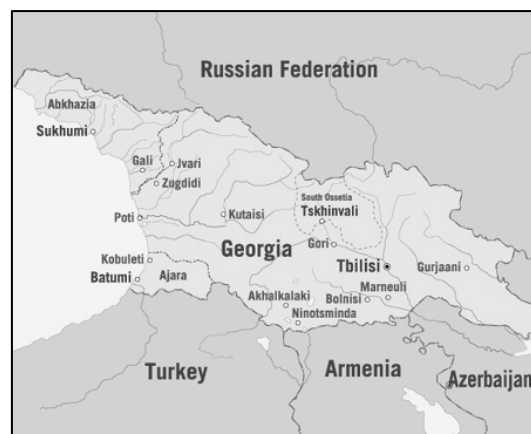 Russian Federation
Abkhazia
Sukhumi
Gali
Jvari
Zugdidi
South Ossetia
Tskhinvali
Poti
Kutaisi
Georgia
Gori
Tbilisi
Gurjaani
Kobuleti
Batumi
Ajara
Akhalkalaki
Bolnisi
Marneuli
Ninotsminda
Turkey
Armenia
Azerbaijan